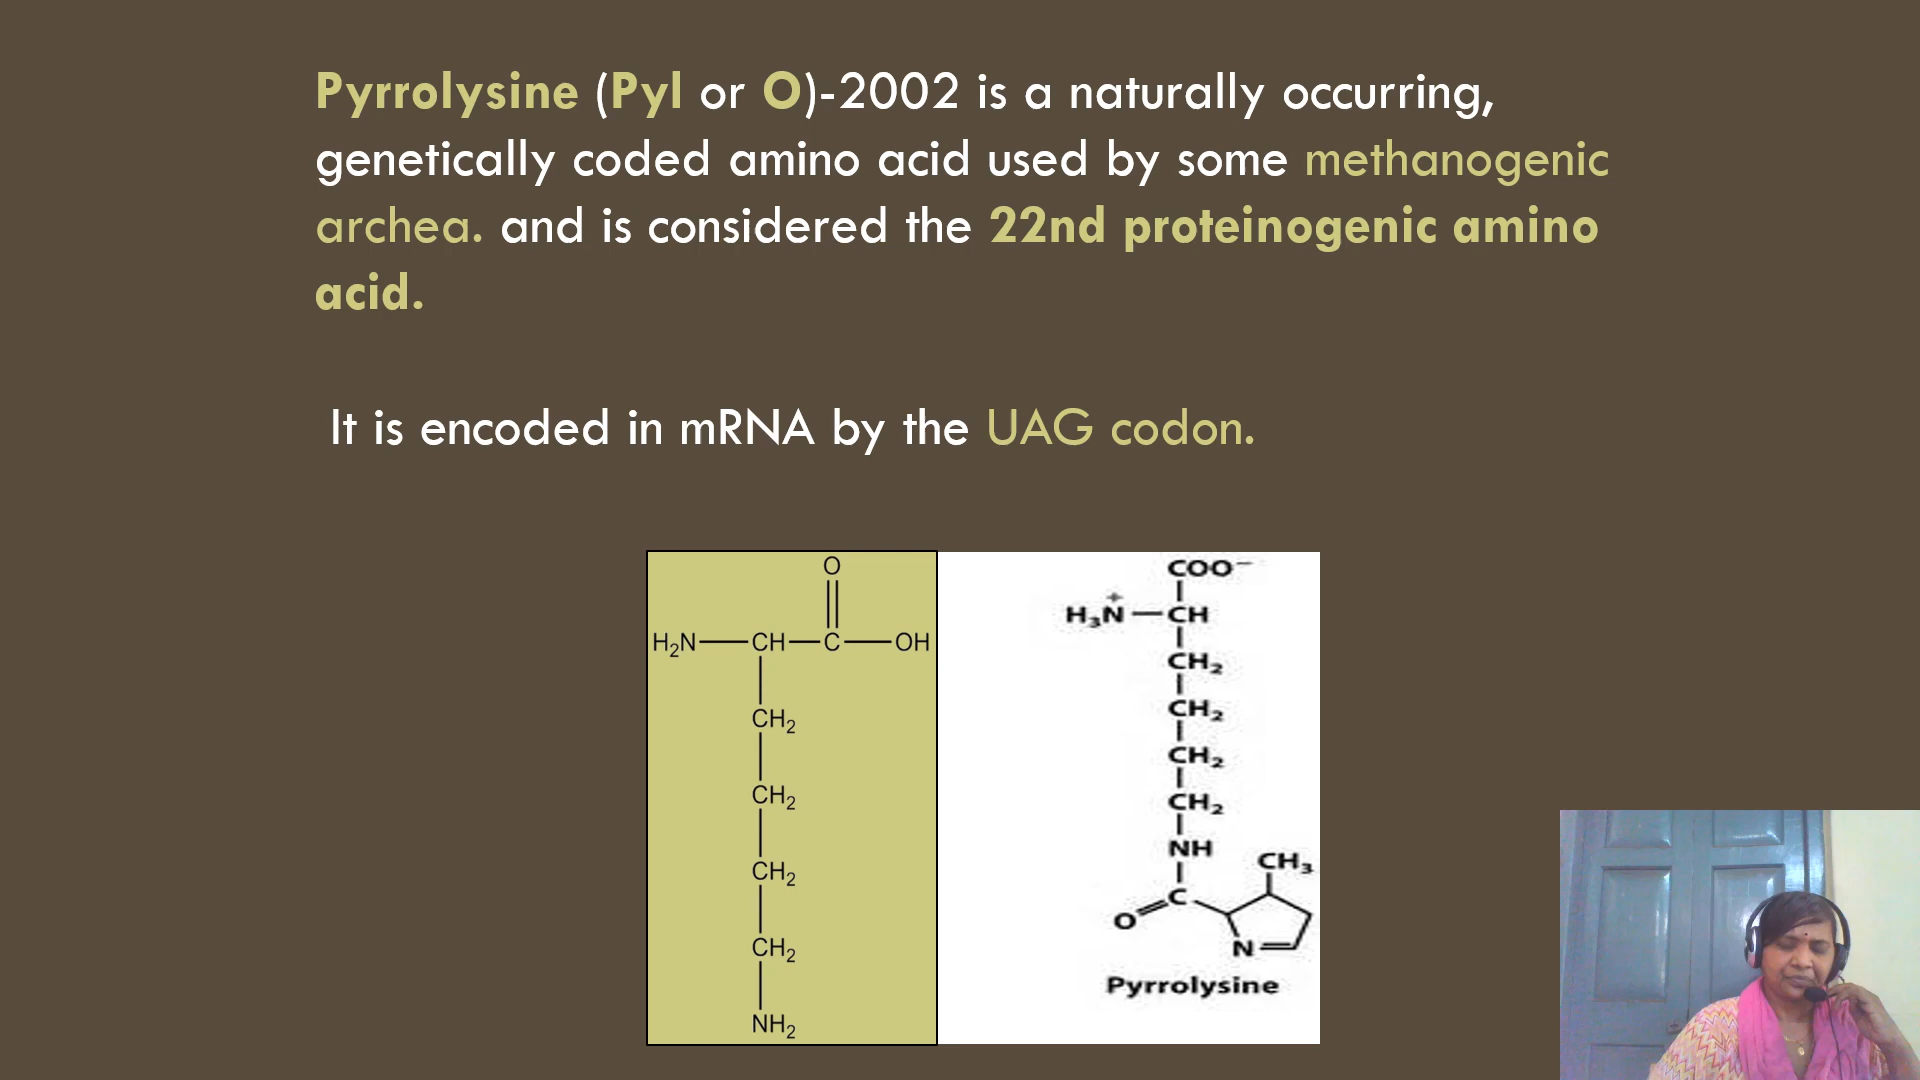 Pyrrolysine (Pyl or O)-2002 is a naturally occurring,
genetically coded amino acid used by some methanogenic
archea. and is considered the 22nd proteinogenic amino
acid.
It is encoded in mRNA by the UAG codon.
O
H₂N CH C OH
CH₂
CH₂
CH₂
CH₂
NH₂
COO⁻
H₃N⁺ CH
CH₂
CH₂
CH₂
CH₂
NH
CH₃
C
O
N
Pyrrolysine